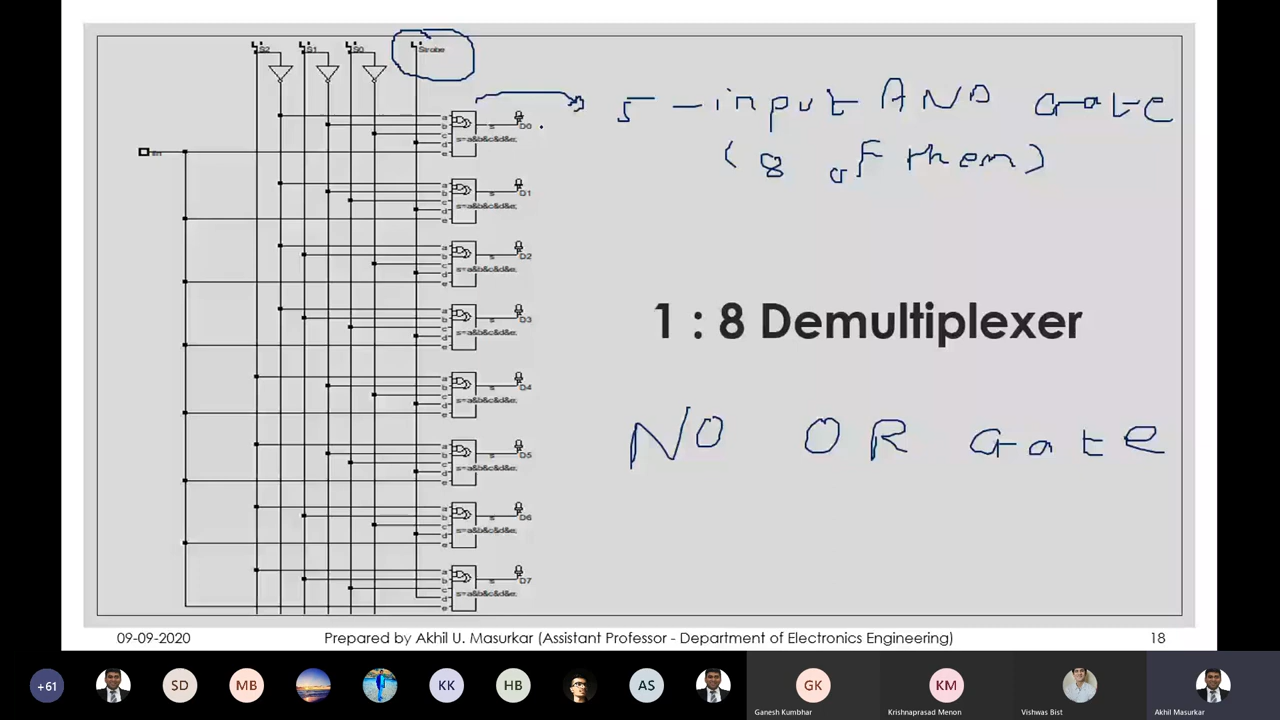 S2 S1 S0 Strobe
5-input AND Gate
(8 of them)
in
a
b
c
d
e
s
D0
s=a&b&c&d&e;
a
b
c
d
e
s
D1
s=a&b&c&d&e;
a
b
c
d
e
s
D2
s=a&b&c&d&e;
a
b
c
d
e
s
D3
s=a&b&c&d&e;
1 : 8 Demultiplexer
a
b
c
d
e
s
D4
s=a&b&c&d&e;
NO OR Gate
a
b
c
d
e
s
D5
s=a&b&c&d&e;
a
b
c
d
e
s
D6
s=a&b&c&d&e;
a
b
c
d
e
s
D7
s=a&b&c&d&e;
09-09-2020 Prepared by Akhil U. Masurkar (Assistant Professor - Department of Electronics Engineering) 18
+61 SD MB KK HB AS GK KM
Ganesh Kumbhar Krishnaprasad Menon Vishwas Bist Akhil Masurkar